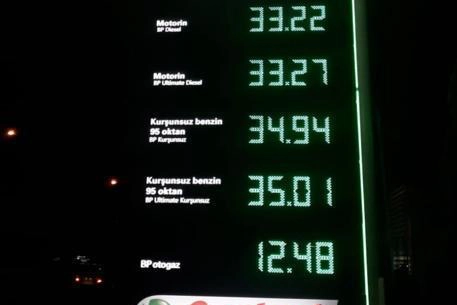 Motorin 33.22
BP Diesel
Motorin 33.27
BP Ultimate Diesel
Kurşunsuz benzin
95 oktan 34.94
BP Kurşunsuz
Kurşunsuz benzin
95 oktan 35.01
BP Ultimate Kurşunsuz
BP otogaz 12.48